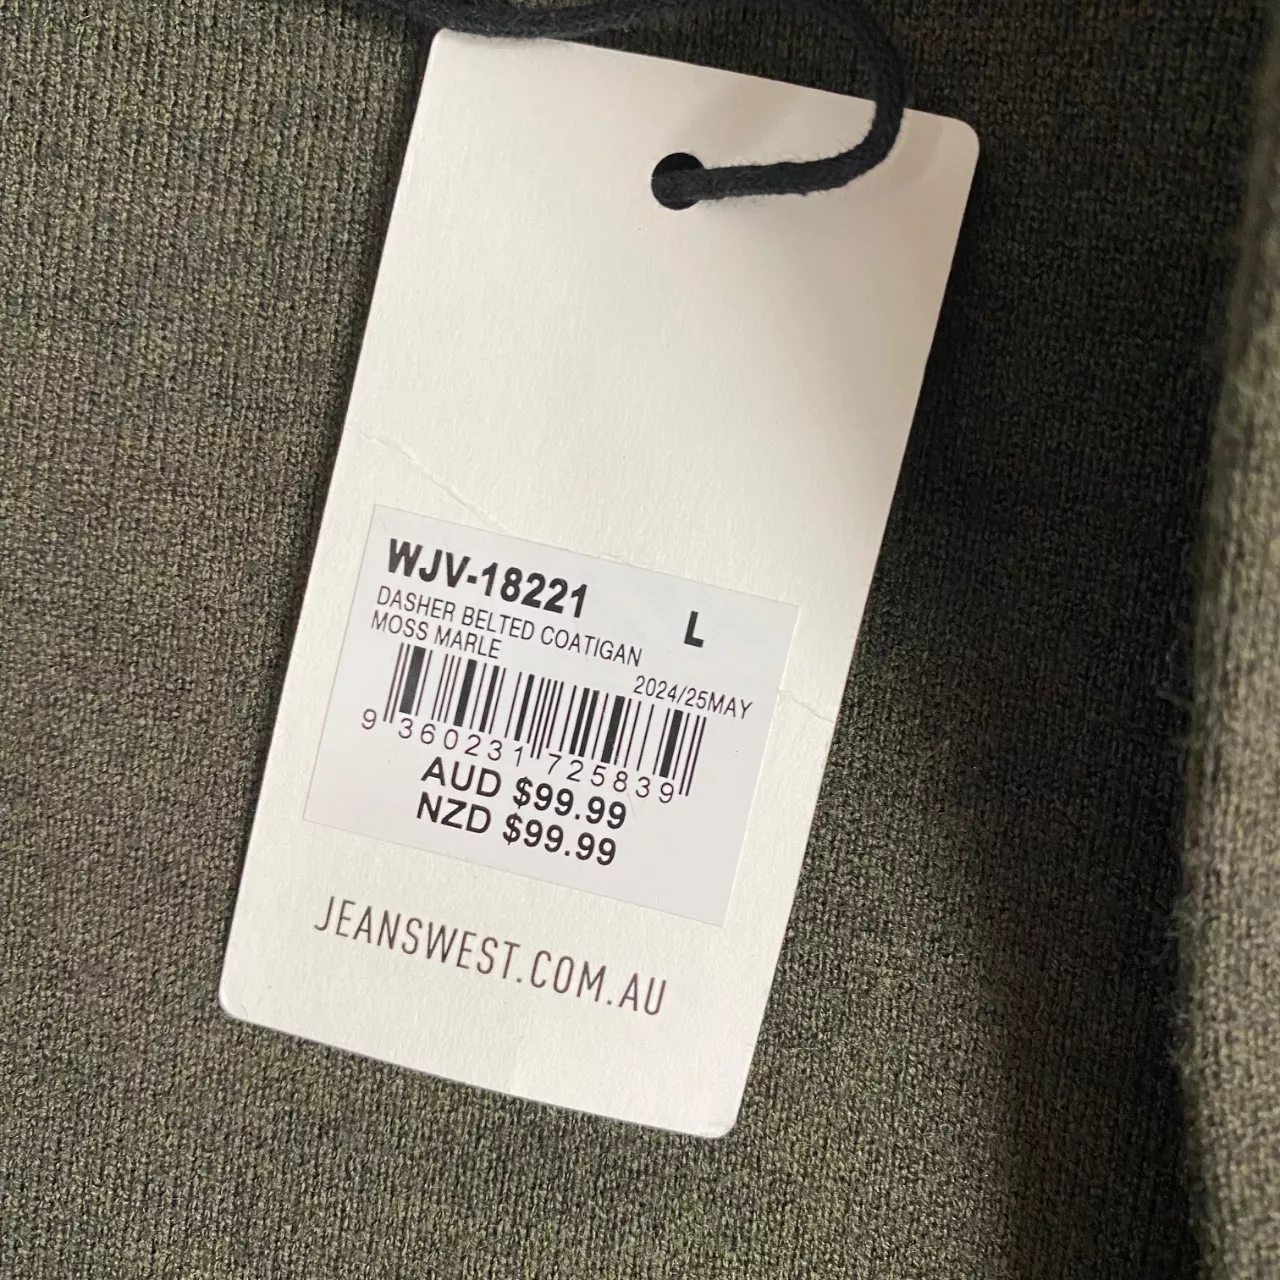 WJV-18221 L
DASHER BELTED COATIGAN
MOSS MARLE
2024/25MAY
9 360231 725839
AUD $99.99
NZD $99.99
JEANSWEST.COM.AU